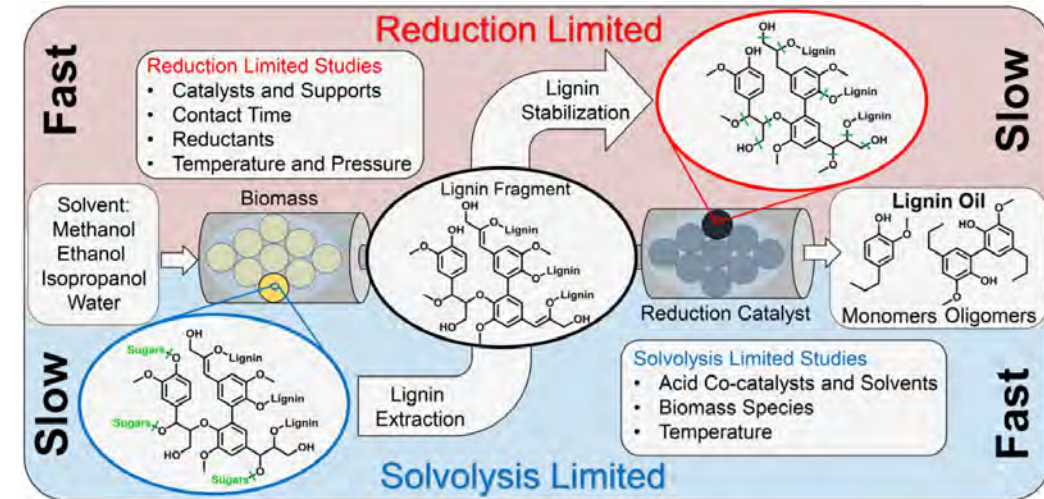 Reduction Limited
Fast
Slow
Reduction Limited Studies
• Catalysts and Supports
• Contact Time
• Reductants
• Temperature and Pressure
Lignin
Stabilization
OH
O
Lignin
OH
O
O
O
Lignin
O
O
O
Lignin
OH
HO
O
O
Solvent:
Methanol
Ethanol
Isopropanol
Water
Biomass
Lignin Fragment
OH
O
Lignin
OH
O
O
O
Lignin
O
O
O
Lignin
HO
O
OH
Reduction Catalyst
Lignin Oil
OH
O
O
OH
OH
O
Monomers Oligomers
Slow
Fast
OH
Sugars
O
O
Lignin
O
O
O
Lignin
Sugars
O
O
O
Lignin
HO
O
OH
Sugars
O
Lignin
Extraction
Solvolysis Limited Studies
• Acid Co-catalysts and Solvents
• Biomass Species
• Temperature
Solvolysis Limited